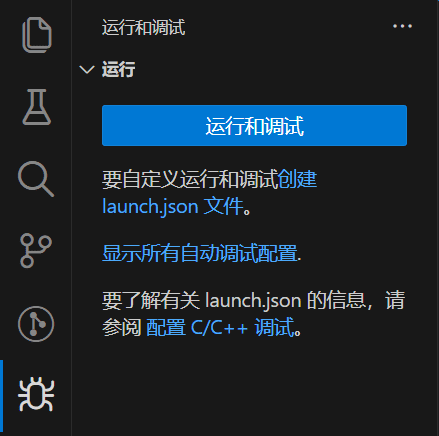 运行和调试
运行
运行和调试
要自定义运行和调试创建
launch.json 文件。
显示所有自动调试配置.
要了解有关 launch.json 的信息，请
参阅 配置 C/C++ 调试。